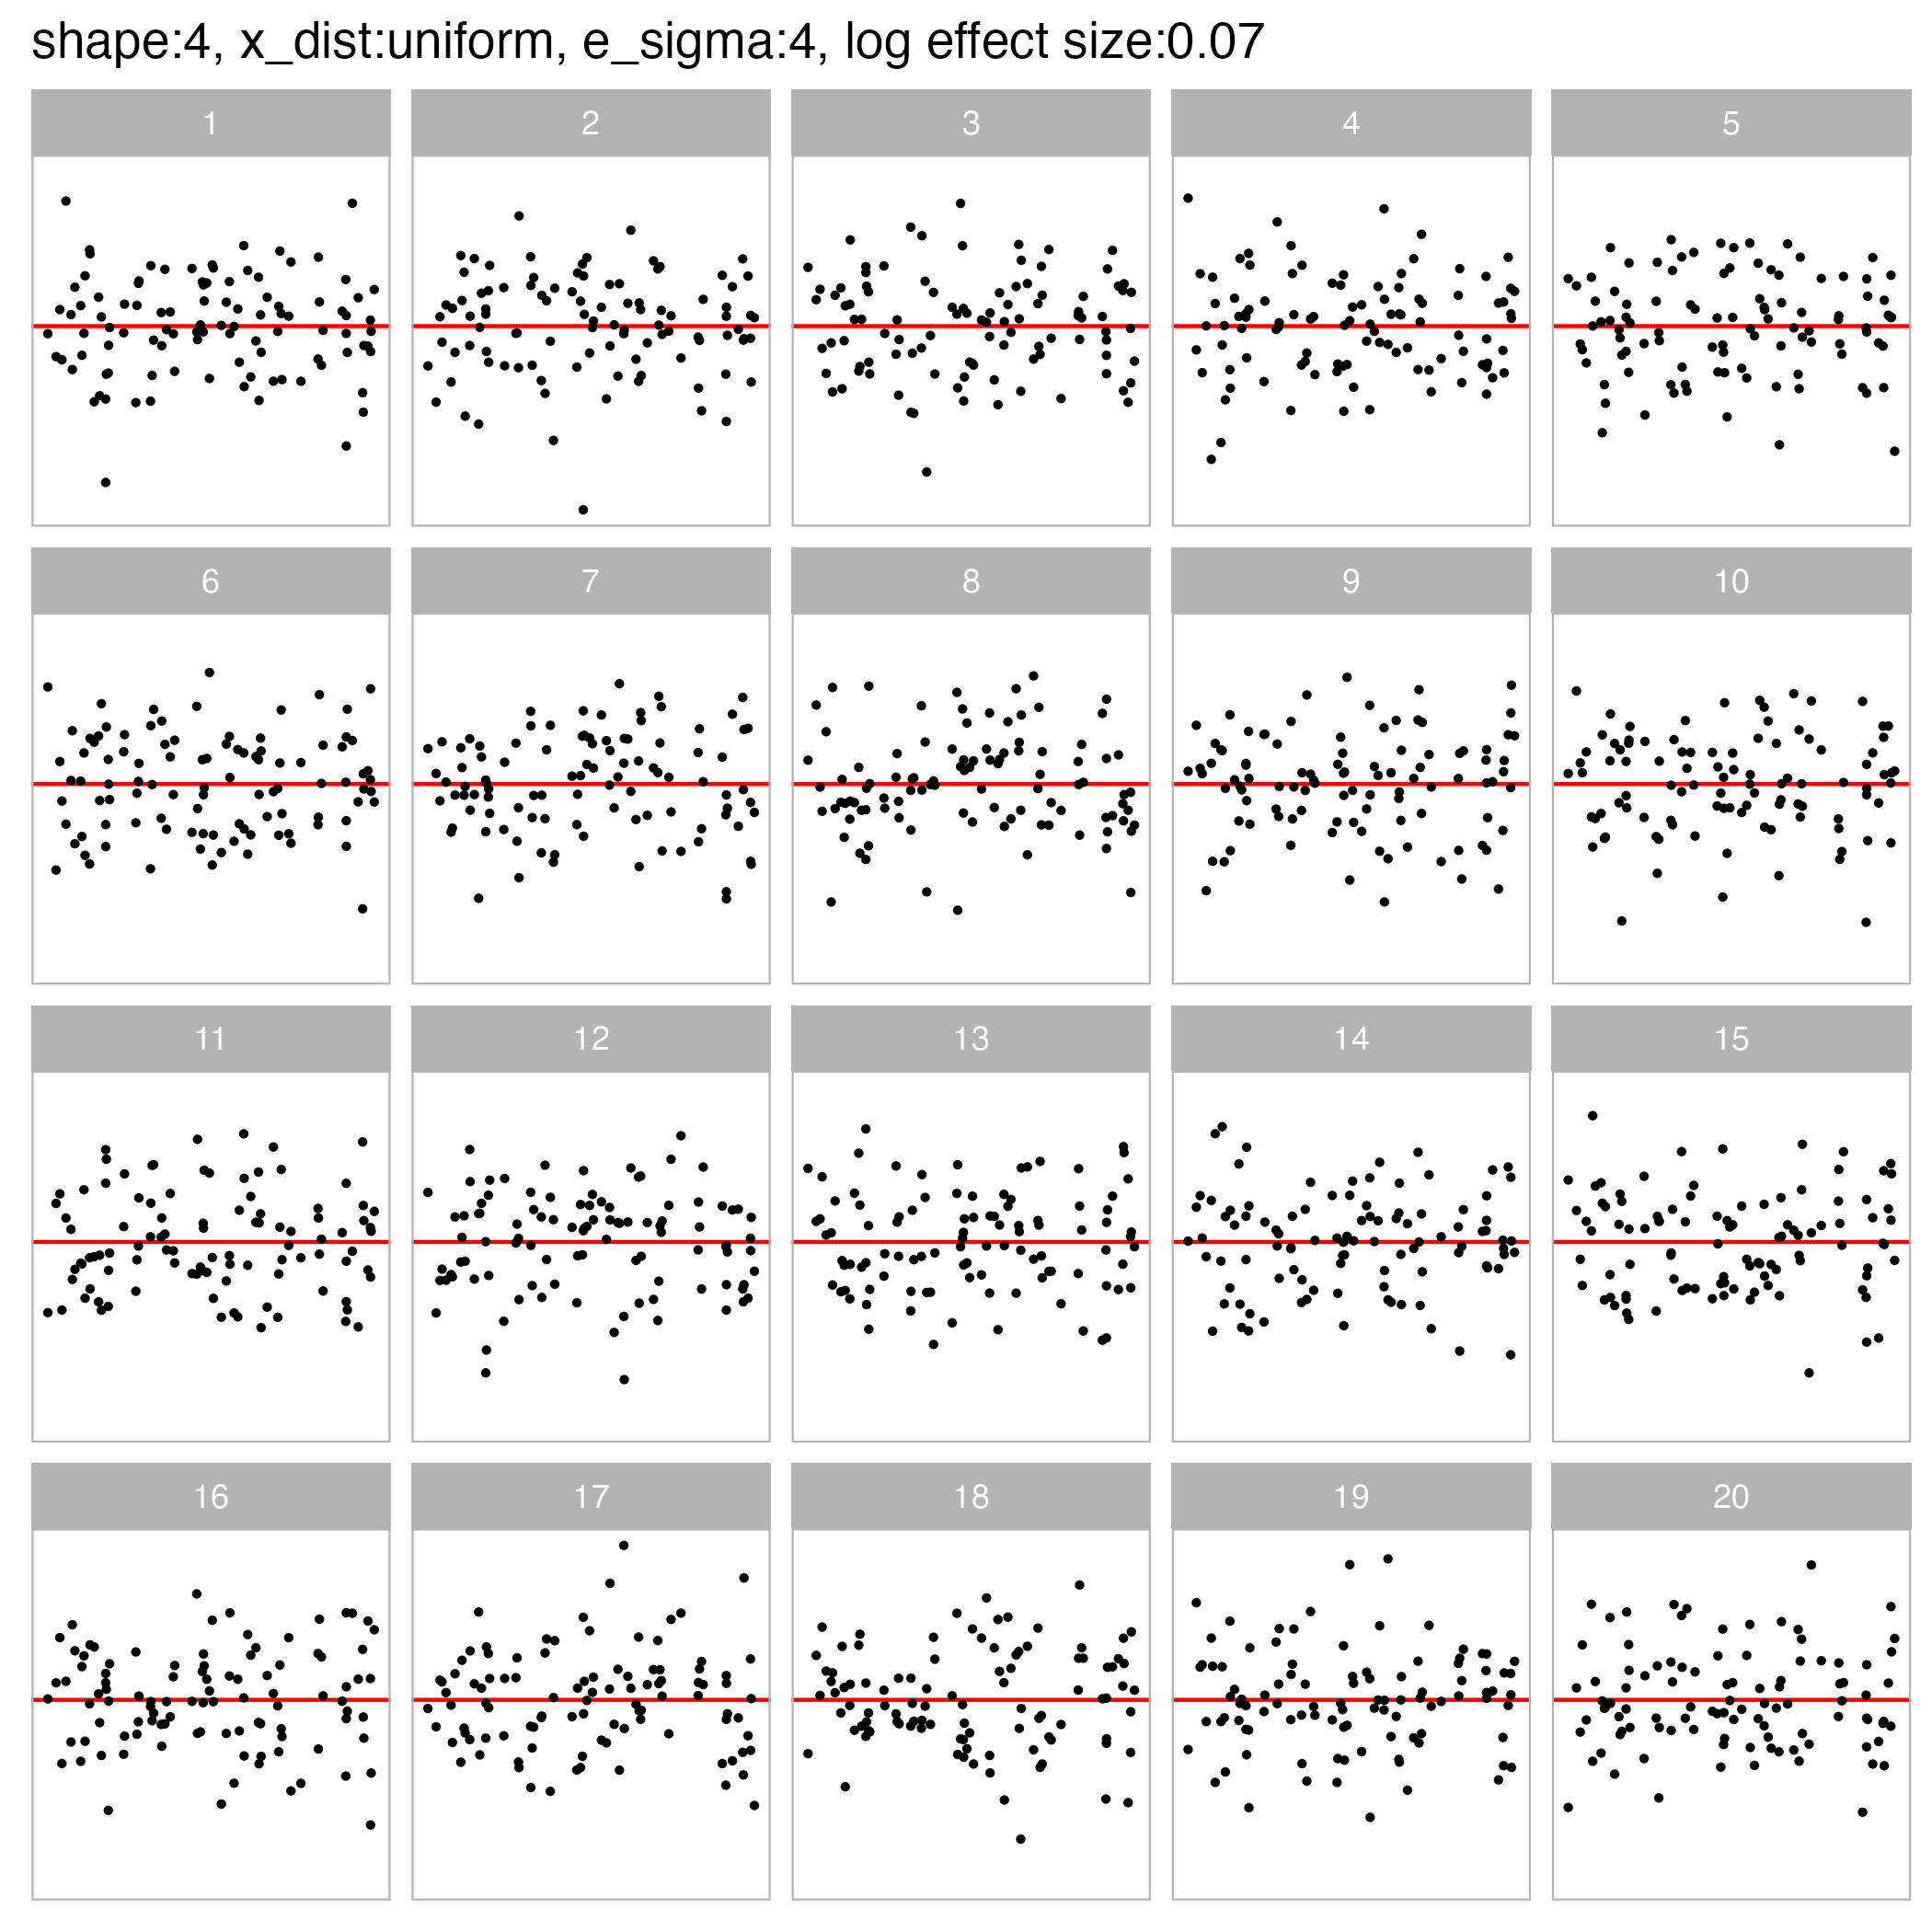 shape:4, x_dist:uniform, e_sigma:4, log effect size:0.07
1 2 3 4 5
6 7 8 9 10
11 12 13 14 15
16 17 18 19 20